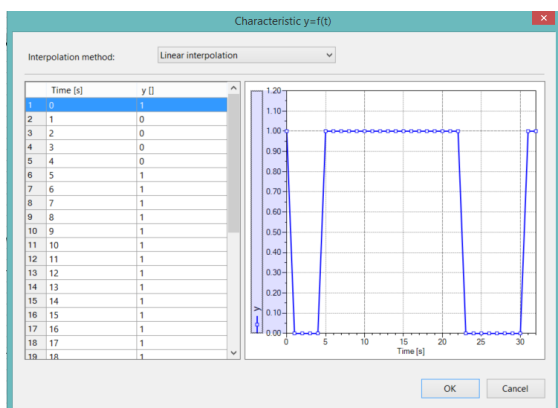 Characteristic y=f(t)
Interpolation method: Linear interpolation
Time [s] y []
1 0 1
2 1 0
3 2 0
4 3 0
5 4 0
6 5 1
7 6 1
8 7 1
9 8 1
10 9 1
11 10 1
12 11 1
13 12 1
14 13 1
15 14 1
16 15 1
17 16 1
18 17 1
19 18 1
1.20
1.10
1.00
0.90
0.80
0.70
0.60
0.50
0.40
0.30
0.20
0.10
0.00
y
0 5 10 15 20 25 30
Time [s]
OK Cancel